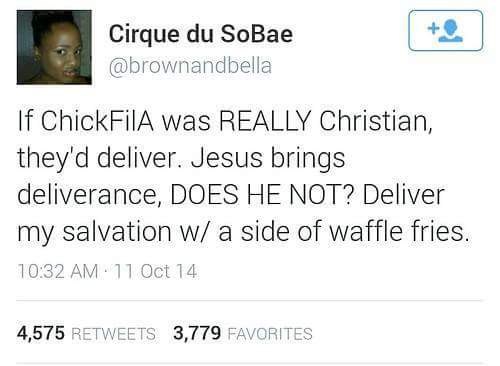 Cirque du SoBae
@brownandbella
If ChickFilA was REALLY Christian,
they'd deliver. Jesus brings
deliverance, DOES HE NOT? Deliver
my salvation w/ a side of waffle fries.
10:32 AM · 11 Oct 14
4,575 RETWEETS 3,779 FAVORITES